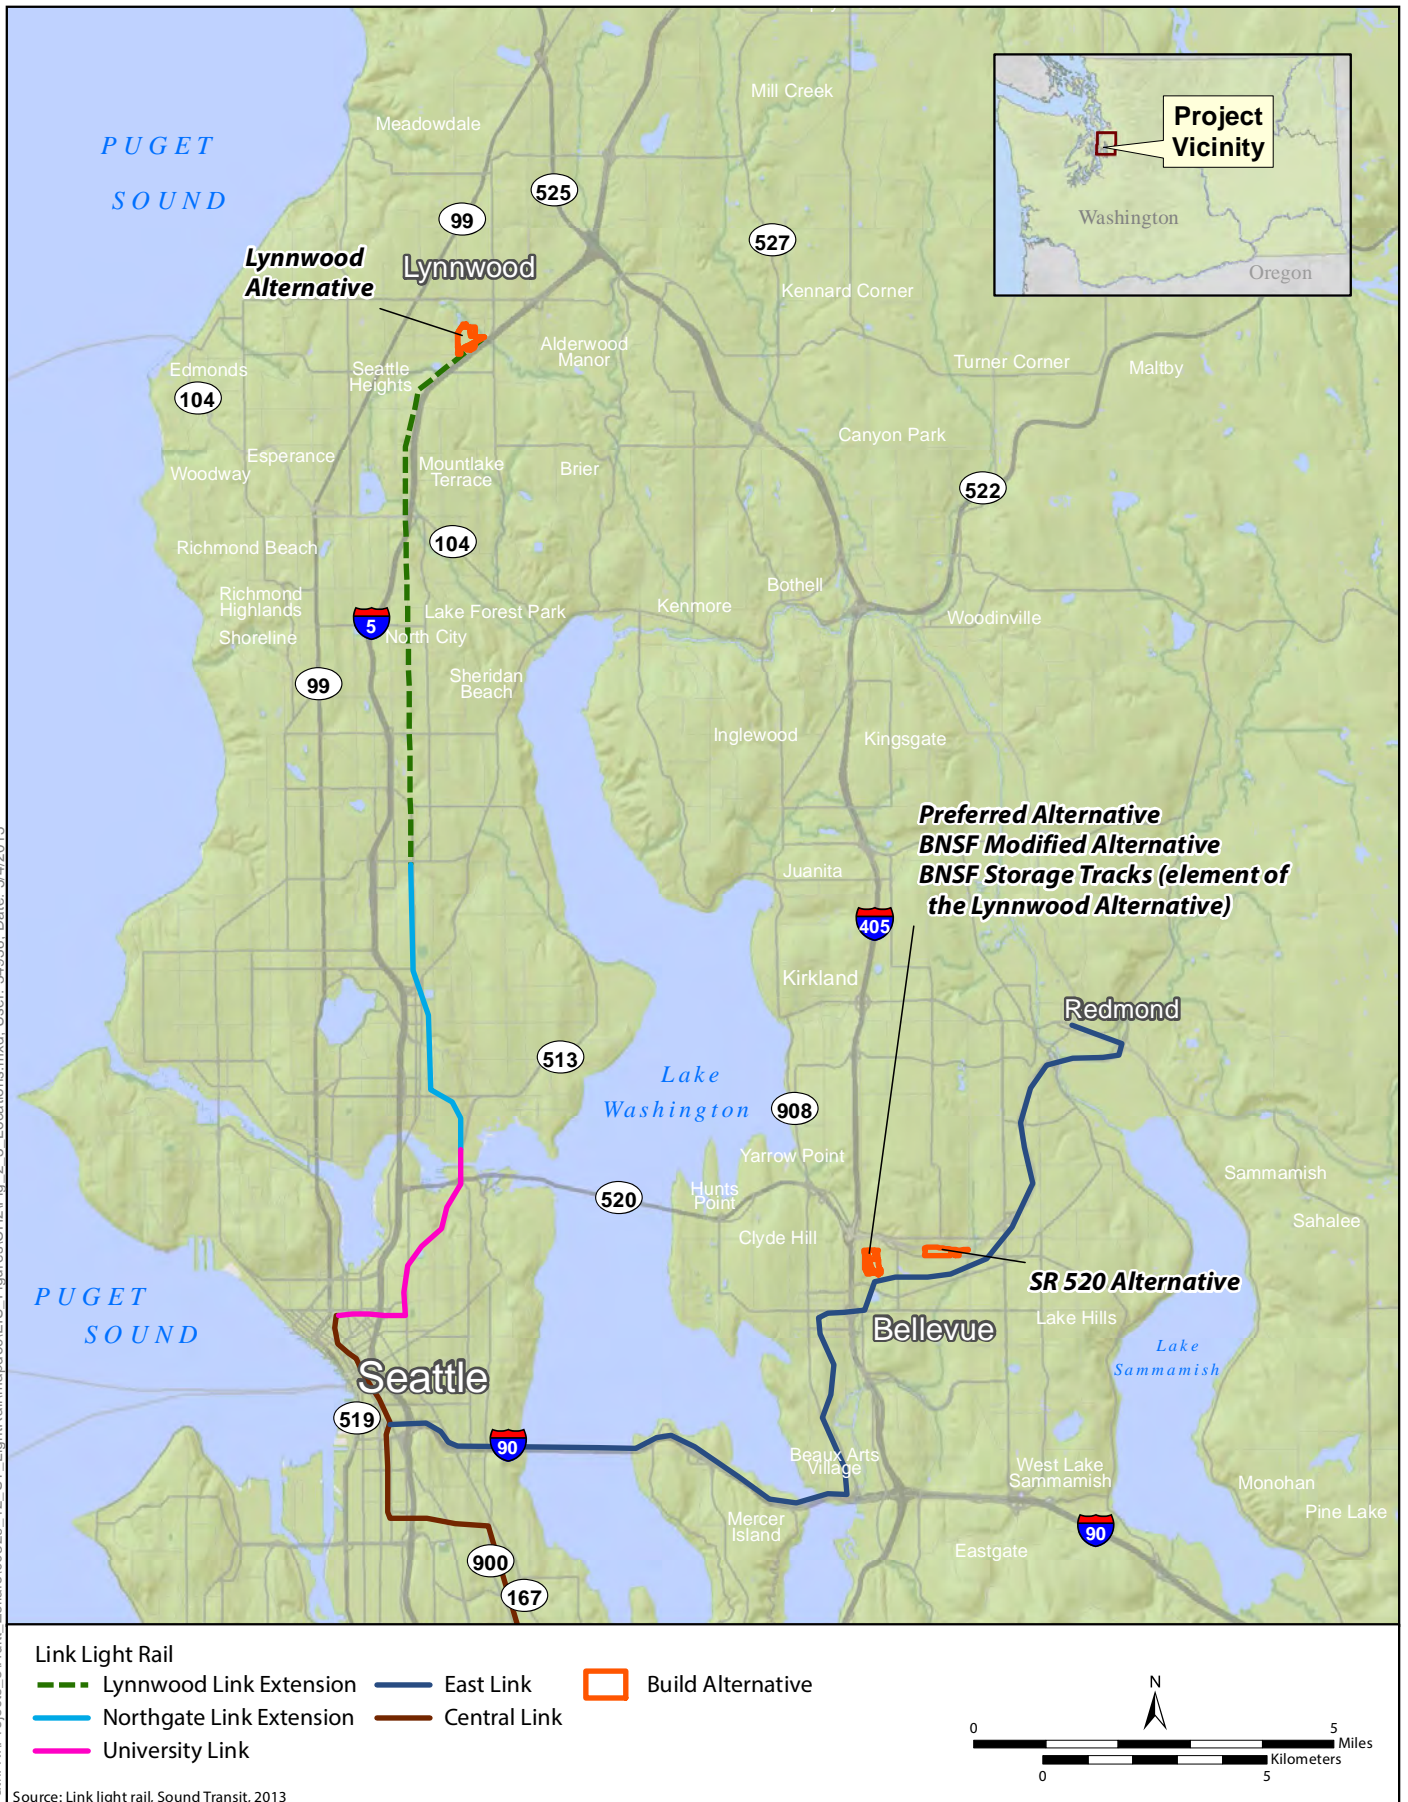 PUGET
SOUND
Meadowdale
Mill Creek
Project
Vicinity
Washington
Oregon
525
99
527
Lynnwood
Alternative
Lynnwood
Kennard Corner
Alderwood
Manor
Turner Corner
Maltby
Edmonds
104
Seattle
Heights
Canyon Park
Esperance
Woodway
Mountlake
Terrace
Brier
522
Richmond Beach
104
Bothell
Richmond
Highlands
Shoreline
5
North City
Lake Forest Park
Kenmore
Woodinville
99
Sheridan
Beach
Inglewood
Kingsgate
Preferred Alternative
BNSF Modified Alternative
BNSF Storage Tracks (element of
the Lynnwood Alternative)
Juanita
405
Kirkland
Redmond
513
Lake
Washington
908
Yarrow Point
Hunts
Point
520
Clyde Hill
Sammamish
Sahalee
SR 520 Alternative
PUGET
SOUND
Bellevue
Lake Hills
Lake
Sammamish
Seattle
519
90
Beaux Arts
Village
West Lake
Sammamish
Monohan
Pine Lake
Mercer
Island
90
Eastgate
900
167
Link Light Rail
Lynnwood Link Extension
East Link
Build Alternative
Northgate Link Extension
Central Link
University Link
N
0 5
Miles
Kilometers
0 5
Source: Link light rail, Sound Transit, 2013